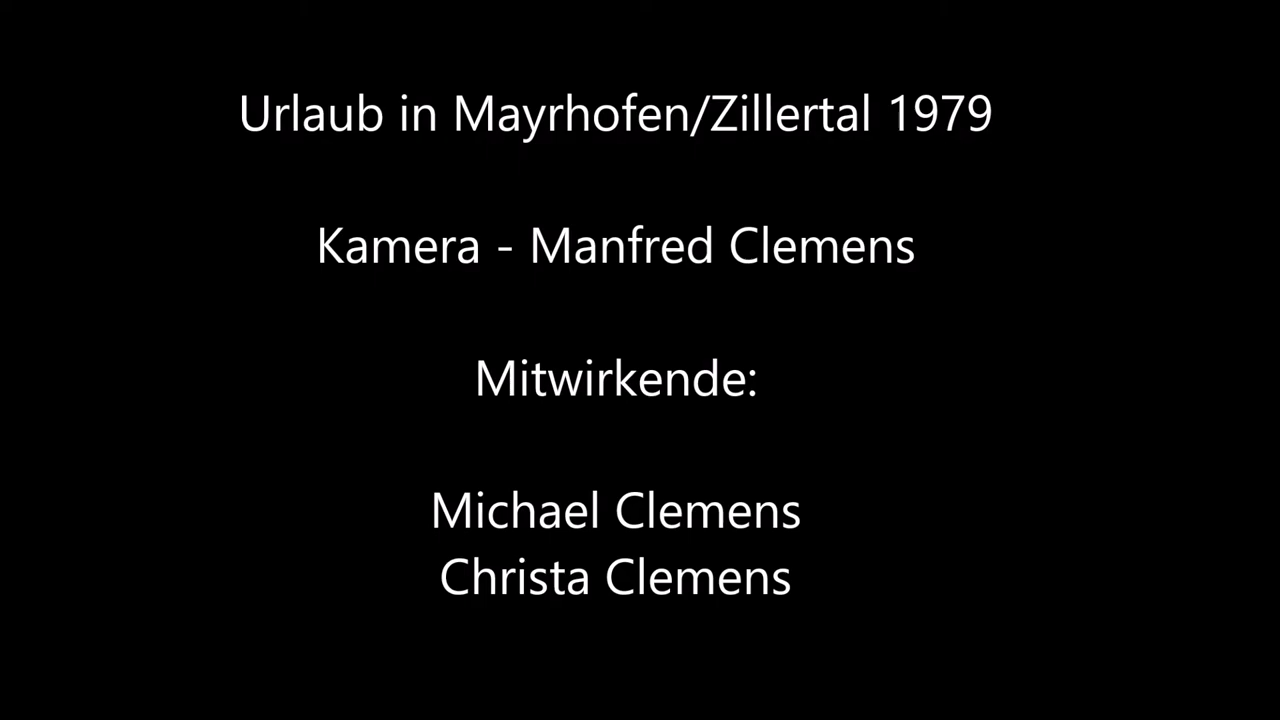 Urlaub in Mayrhofen/Zillertal 1979
Kamera - Manfred Clemens
Mitwirkende:
Michael Clemens
Christa Clemens